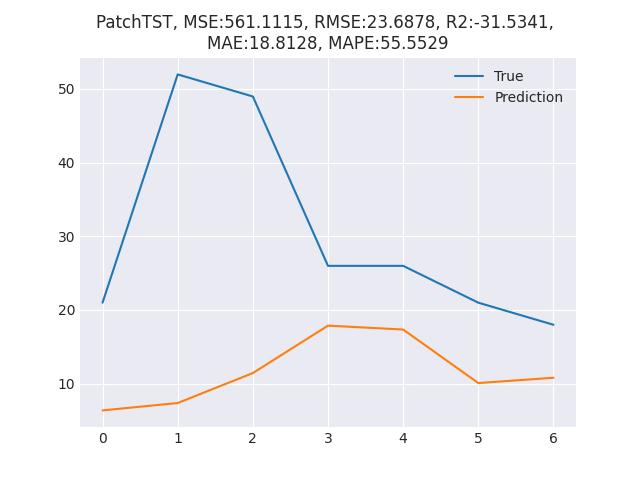 PatchTST, MSE:561.1115, RMSE:23.6878, R2:-31.5341,
MAE:18.8128, MAPE:55.5529
True
Prediction
50
40
30
20
10
0 1 2 3 4 5 6